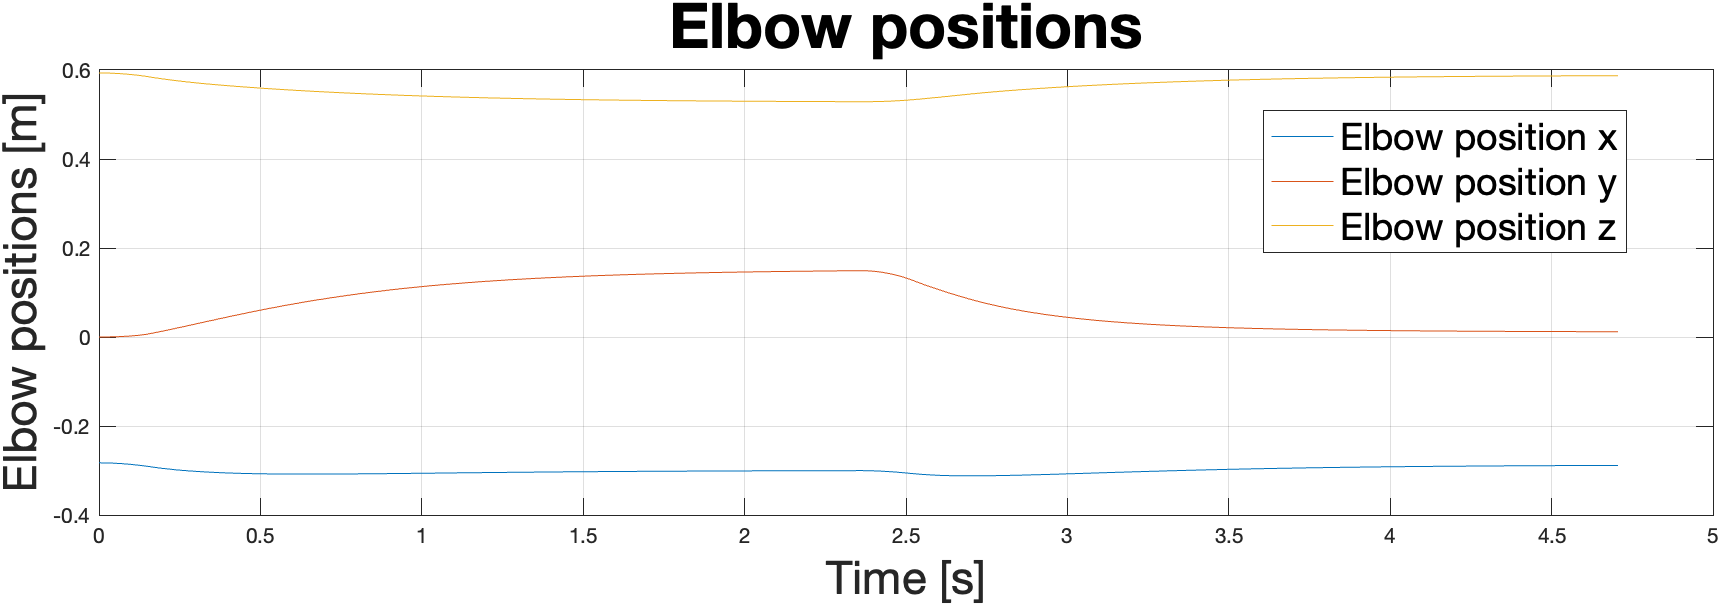 Elbow positions
Elbow positions [m]
0.6
0.4
0.2
0
-0.2
-0.4
Elbow position x
Elbow position y
Elbow position z
0 0.5 1 1.5 2 2.5 3 3.5 4 4.5 5
Time [s]